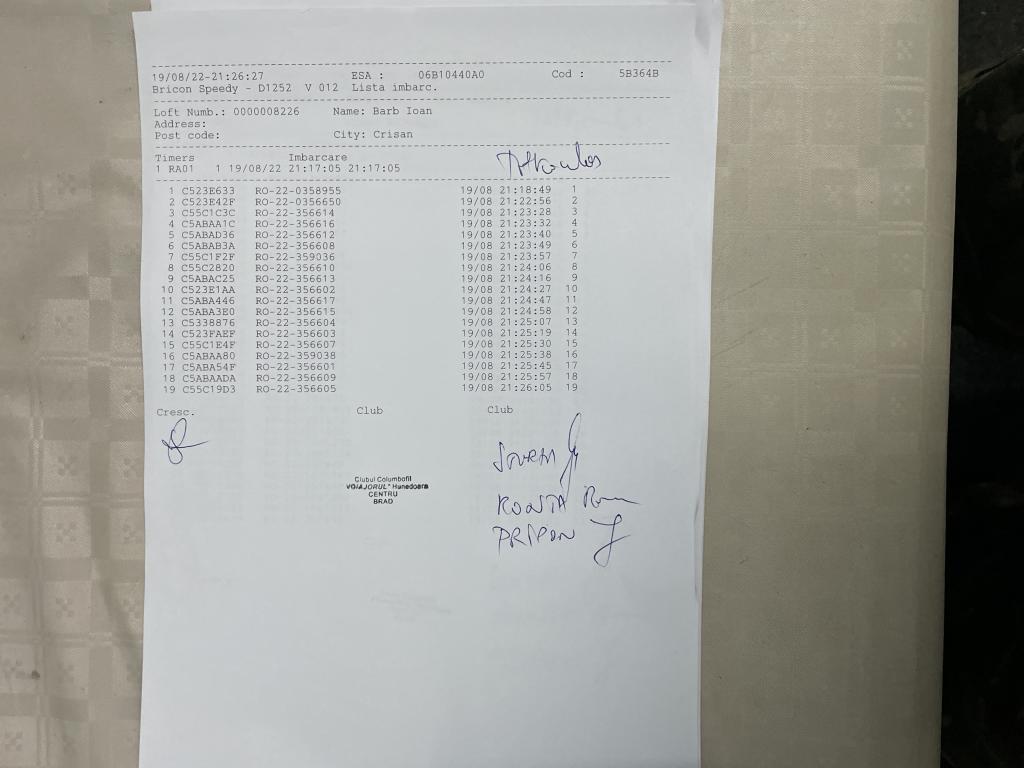 19/08/22-21:26:27 ESA : 06B10440A0 Cod : 5B364B
Bricon Speedy - D1252 V 012 Lista imbarc.
Loft Numb.: 0000008226 Name: Barb Ioan
Address:
Post code: City: Crisan
Timers Imbarcare
1 RA01 1 19/08/22 21:17:05 21:17:05
1 C523E633 RO-22-0358955 19/08 21:18:49 1
2 C523E42F RO-22-0356650 19/08 21:22:56 2
3 C55C1C3C RO-22-356614 19/08 21:23:28 3
4 C5ABAA1C RO-22-356616 19/08 21:23:32 4
5 C5ABAD36 RO-22-356612 19/08 21:23:40 5
6 C5ABAB3A RO-22-356608 19/08 21:23:49 6
7 C55C1F2F RO-22-359036 19/08 21:23:57 7
8 C55C2820 RO-22-356610 19/08 21:24:06 8
9 C5ABAC25 RO-22-356613 19/08 21:24:16 9
10 C523E1AA RO-22-356602 19/08 21:24:27 10
11 C5ABA446 RO-22-356617 19/08 21:24:47 11
12 C5ABA3E0 RO-22-356615 19/08 21:24:58 12
13 C5338876 RO-22-356604 19/08 21:25:07 13
14 C523FAEF RO-22-356603 19/08 21:25:19 14
15 C55C1E4F RO-22-356607 19/08 21:25:30 15
16 C5ABAA80 RO-22-359038 19/08 21:25:38 16
17 C5ABA54F RO-22-356601 19/08 21:25:45 17
18 C5ABAADA RO-22-356609 19/08 21:25:57 18
19 C55C19D3 RO-22-356605 19/08 21:26:05 19
Cresc. Club Club
Clubul Columbofil
VOIAJORUL" Hunedoara
CENTRU
BRAD
PRIPON